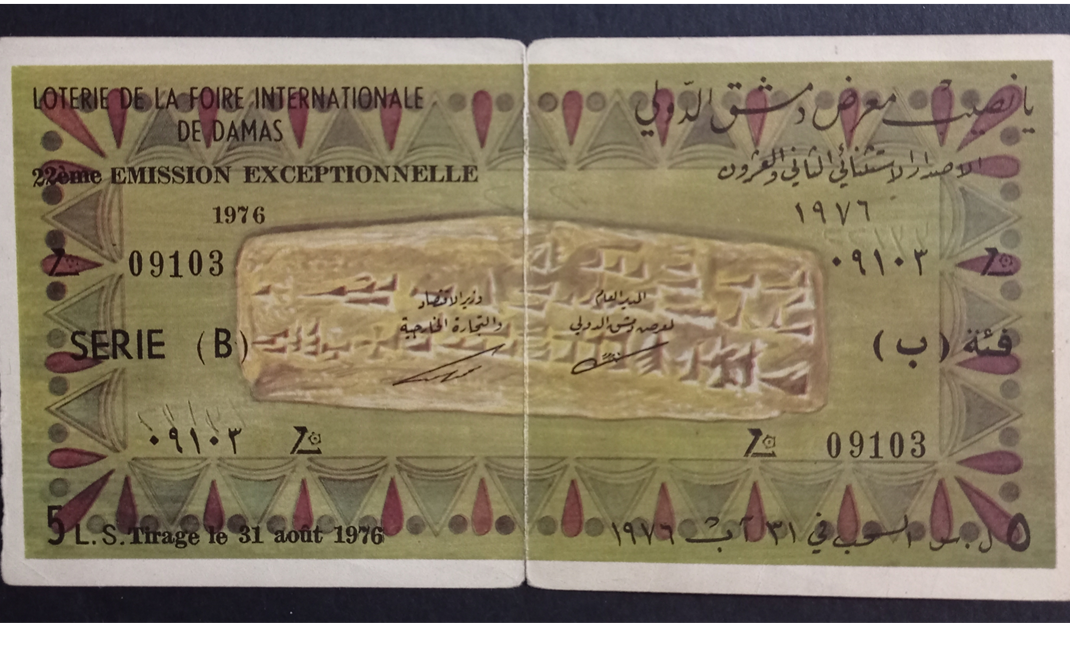 LOTERIE DE LA FOIRE INTERNATIONALE
DE DAMAS
22ème EMISSION EXCEPTIONNELLE
1976
09103
SERIE (B)
٠٩١٠٣
5 L.S. Tirage le 31 août 1976
يا نصيب معرض دمشق الدولي
الاصدار الاستثنائي الثاني والعشرون
١٩٧٦
٠٩١٠٣
فئة (ب)
09103
٥ ل.س السحب في ٣١ آب ١٩٧٦
وزير الاقتصاد
والتجارة الخارجية
المدير العام
لمعرض دمشق الدولي